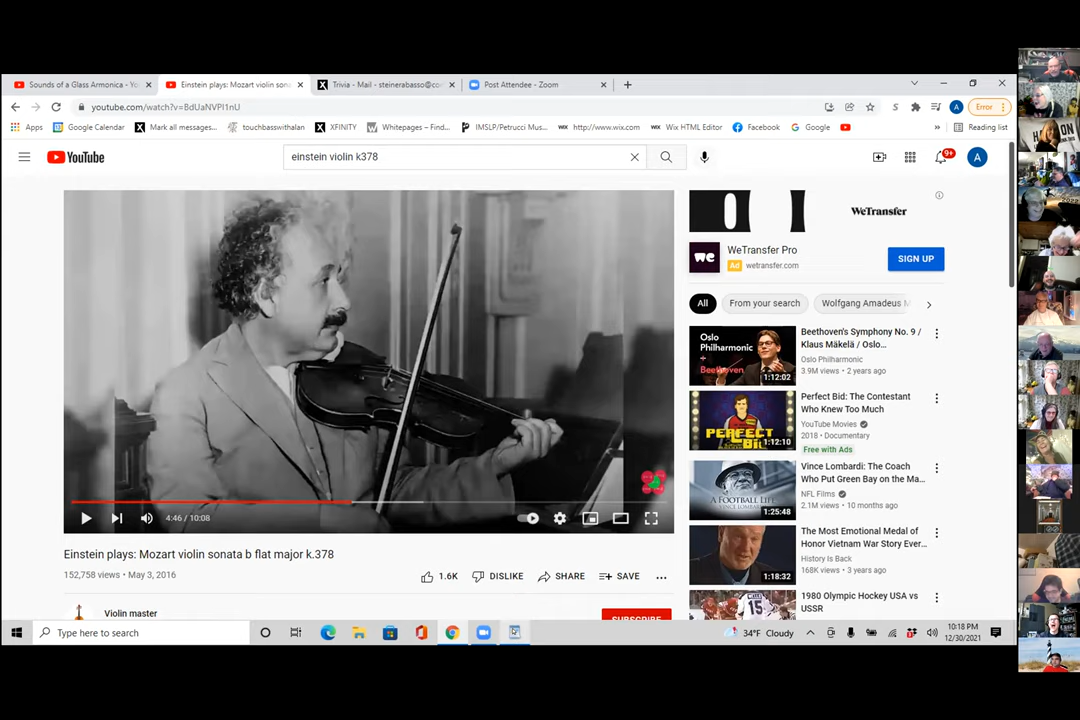 Sounds of a Glass Armonica - Yo
Einstein plays: Mozart violin sona
Trivia - Mail - steinerabasso@co
Post Attendee - Zoom
youtube.com/watch?v=BdUaNVPI1nU
Error
Apps
Google Calendar
Mark all messages...
touchbasswithalan
XFINITY
Whitepages – Find...
IMSLP/Petrucci Mus...
WIX http://www.wix.com
WIX Wix HTML Editor
Facebook
Google
Reading list
YouTube
einstein violin k378
9+
A
WeTransfer
we
WeTransfer Pro
Ad wetransfer.com
SIGN UP
All
From your search
Wolfgang Amadeus M
Oslo
Philharmonic
+
Beethoven
1:12:02
Beethoven's Symphony No. 9 /
Klaus Mäkelä / Oslo...
Oslo Philharmonic
3.9M views • 2 years ago
PERFECT
BID
1:12:10
Perfect Bid: The Contestant
Who Knew Too Much
YouTube Movies
2018 • Documentary
Free with Ads
A FOOTBALL LIFE
1:25:48
Vince Lombardi: The Coach
Who Put Green Bay on the Ma...
NFL Films
2.1M views • 10 months ago
1:18:32
The Most Emotional Medal of
Honor Vietnam War Story Ever...
History Is Back
168K views • 3 years ago
15
1980 Olympic Hockey USA vs
USSR
4:46 / 10:08
Einstein plays: Mozart violin sonata b flat major k.378
152,758 views • May 3, 2016
1.6K
DISLIKE
SHARE
SAVE
Violin master
SUBSCRIBE
Type here to search
34°F Cloudy
10:18 PM
12/30/2021